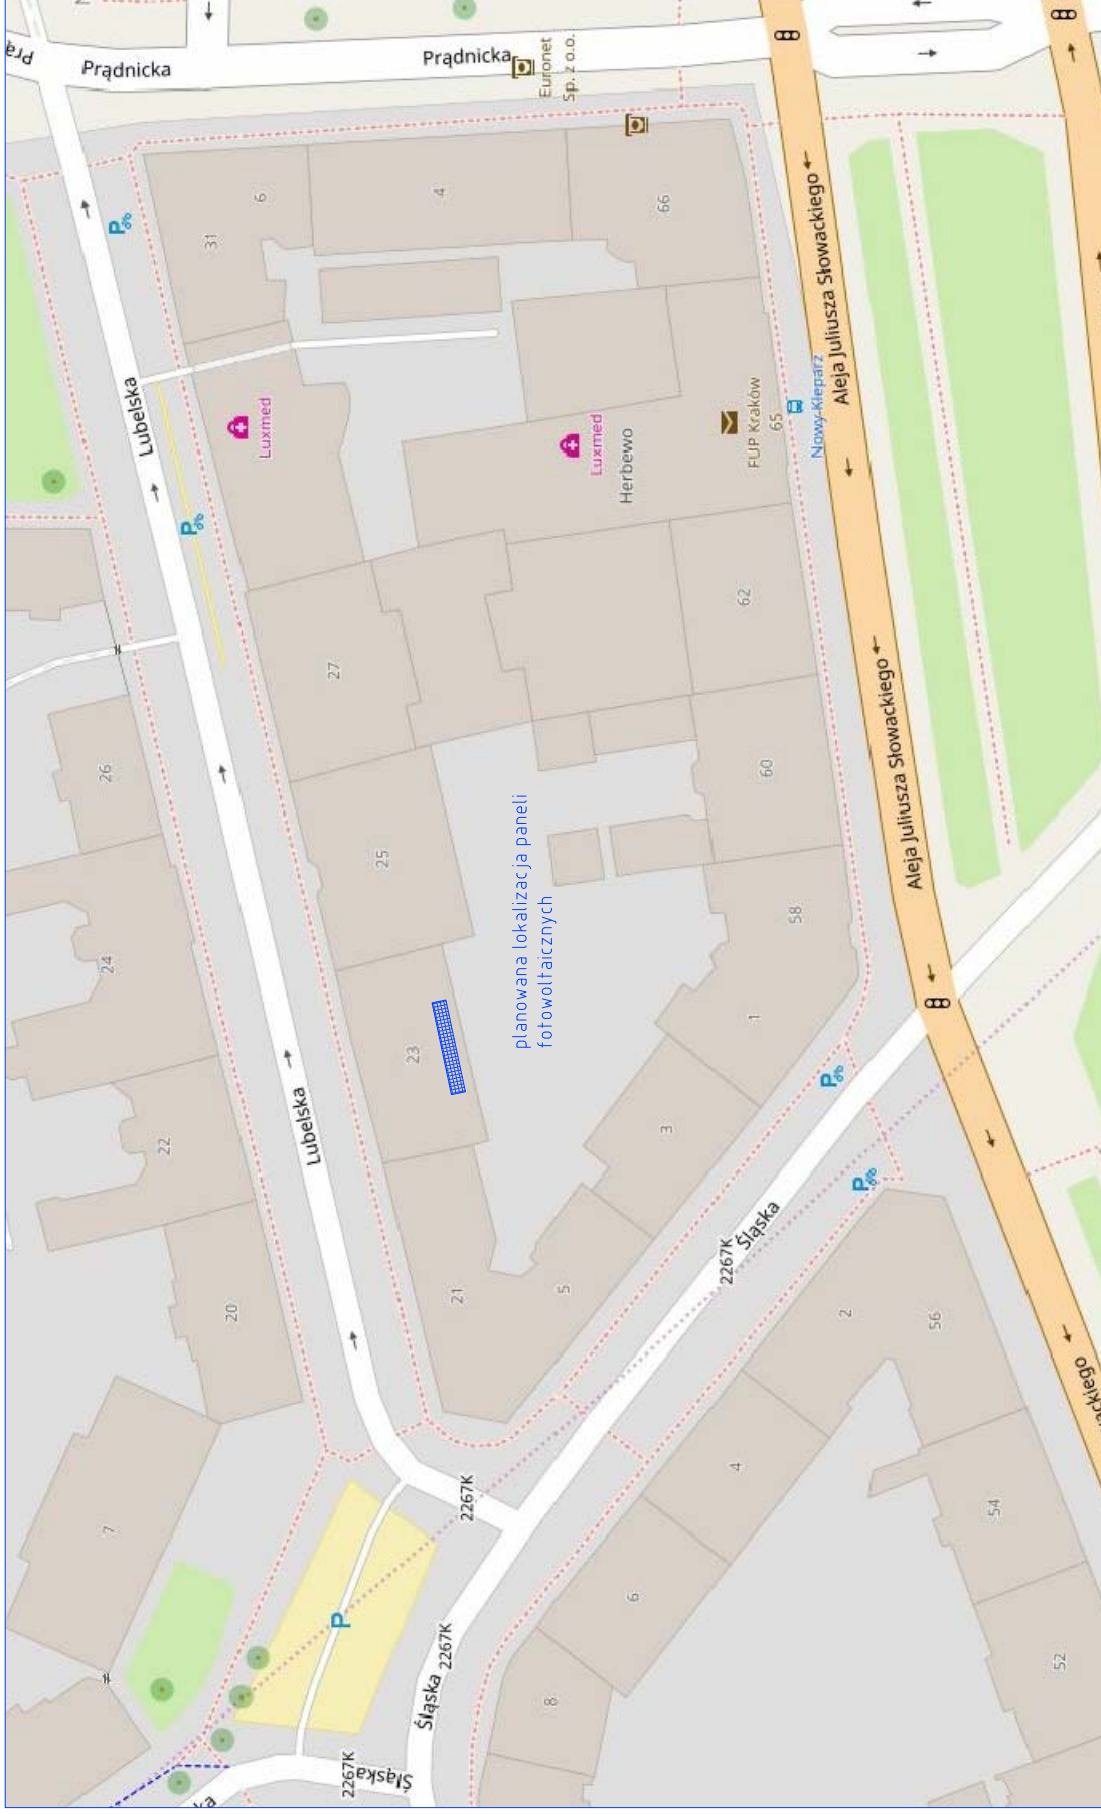 Prądnicka
Prądnicka
Euronet
Sp. z o.o.
31
6
4
66
Lubelska
Luxmed
Luxmed
Herbewo
FUP Kraków
65
Nowy Kleparz
Aleja Juliusza Słowackiego
P
P
27
62
26
25
60
Aleja Juliusza Słowackiego
planowana lokalizacja paneli
fotowoltaicznych
24
58
23
1
Lubelska
P
22
3
P
Śląska
2267K
20
21
5
2
56
4
2267K
7
54
P
6
2267K
Śląska
8
52
2267K
Śląska